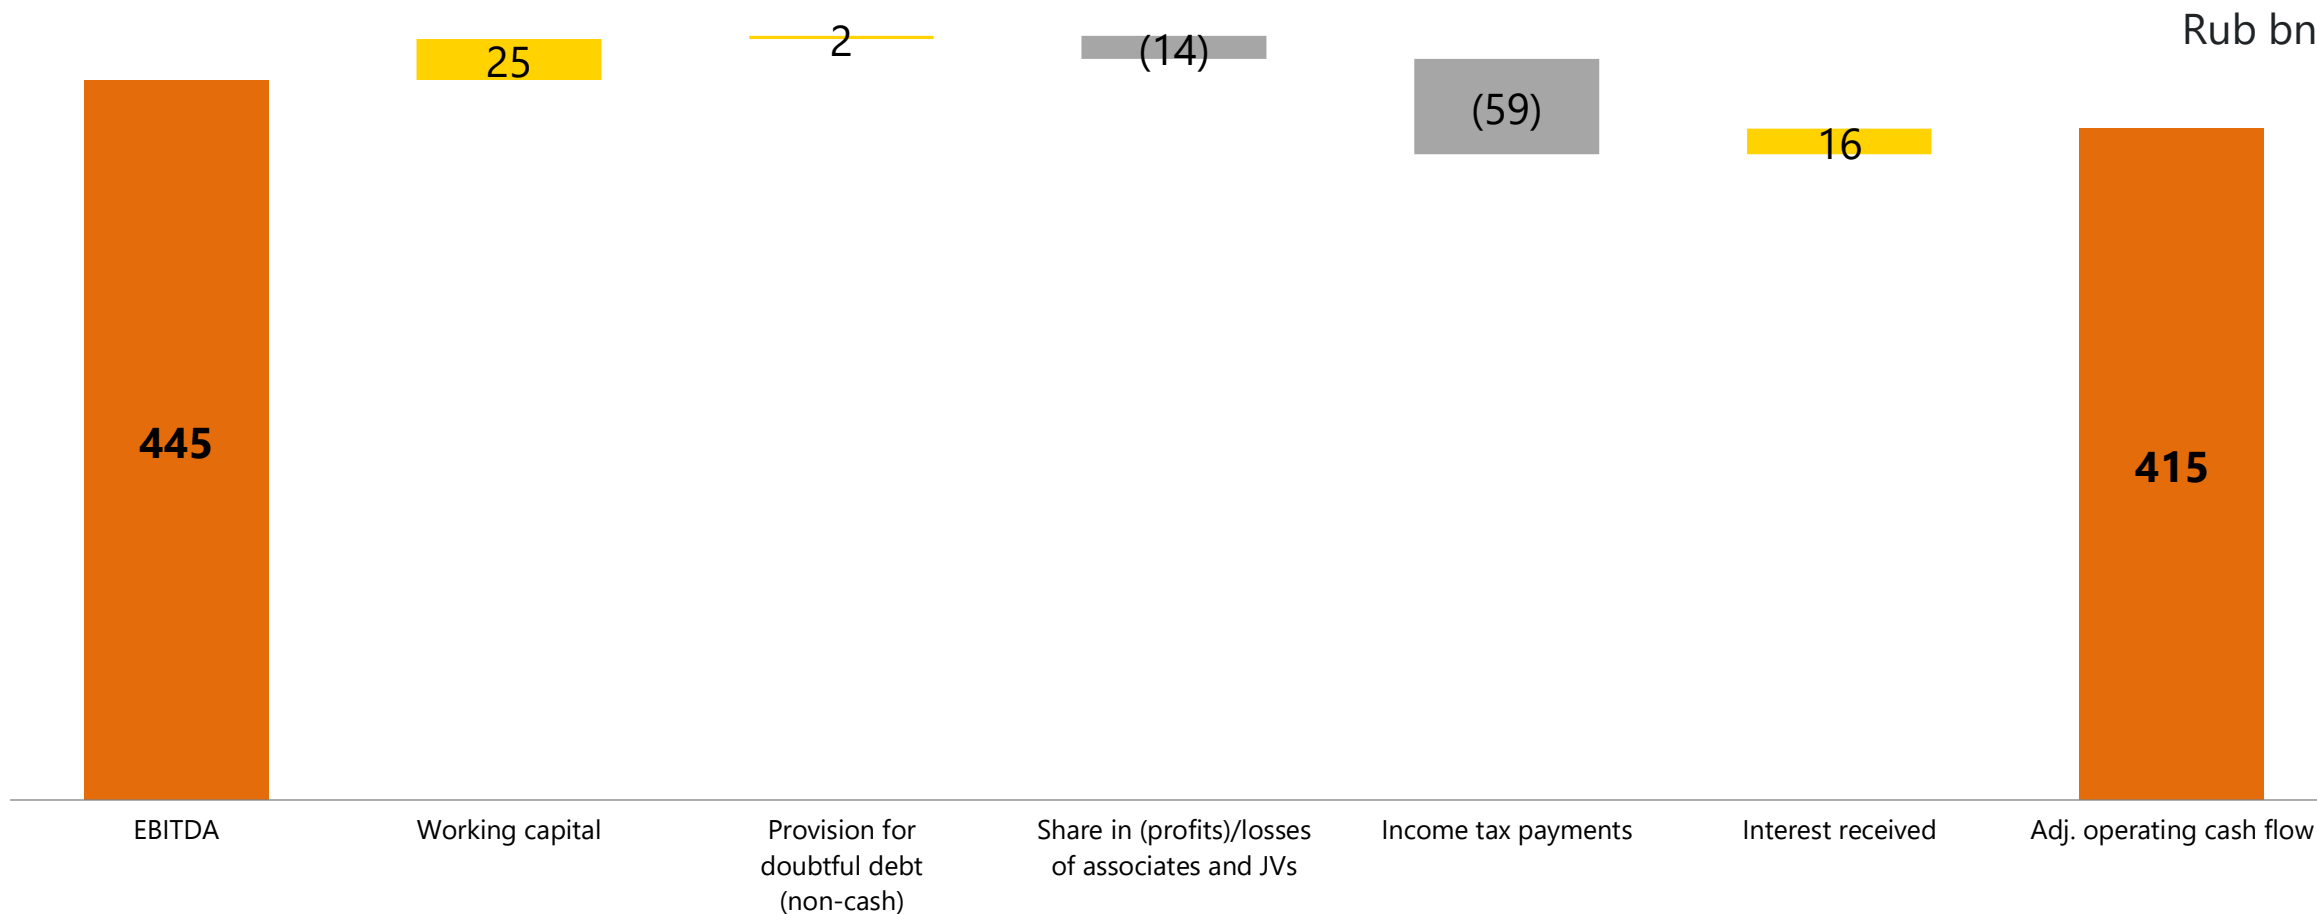 Rub bn
445
25
2
(14)
(59)
16
415
EBITDA
Working capital
Provision for
doubtful debt
(non-cash)
Share in (profits)/losses
of associates and JVs
Income tax payments
Interest received
Adj. operating cash flow